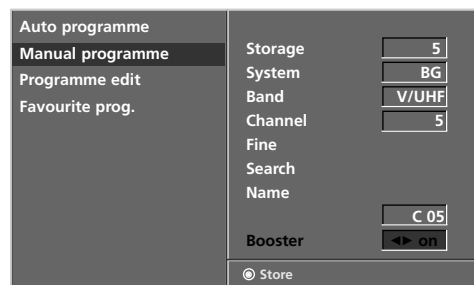 Auto programme
Manual programme
Programme edit
Favourite prog.
Storage 5
System BG
Band V/UHF
Channel 5
Fine
Search
Name
C 05
Booster ◀▶ on
◉ Store